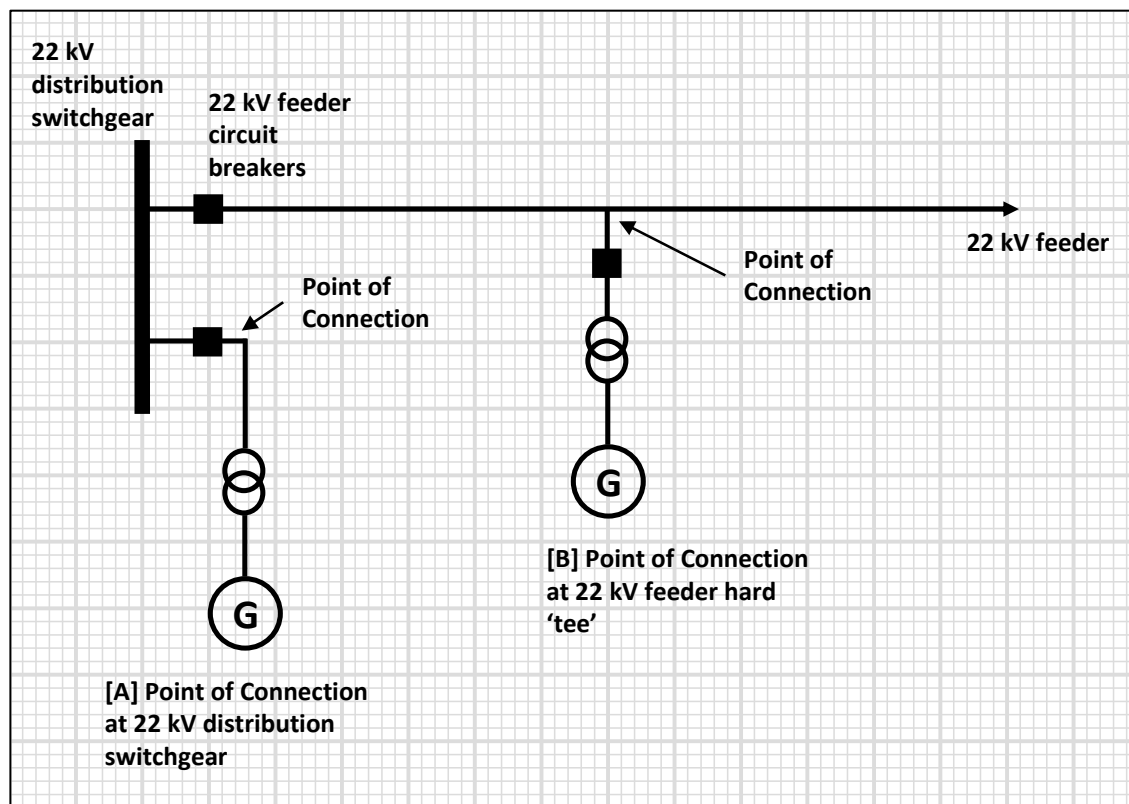 22 kV
distribution
switchgear
22 kV feeder
circuit
breakers
22 kV feeder
Point of
Connection
Point of
Connection
G
G
[B] Point of Connection
at 22 kV feeder hard
‘tee’
[A] Point of Connection
at 22 kV distribution
switchgear